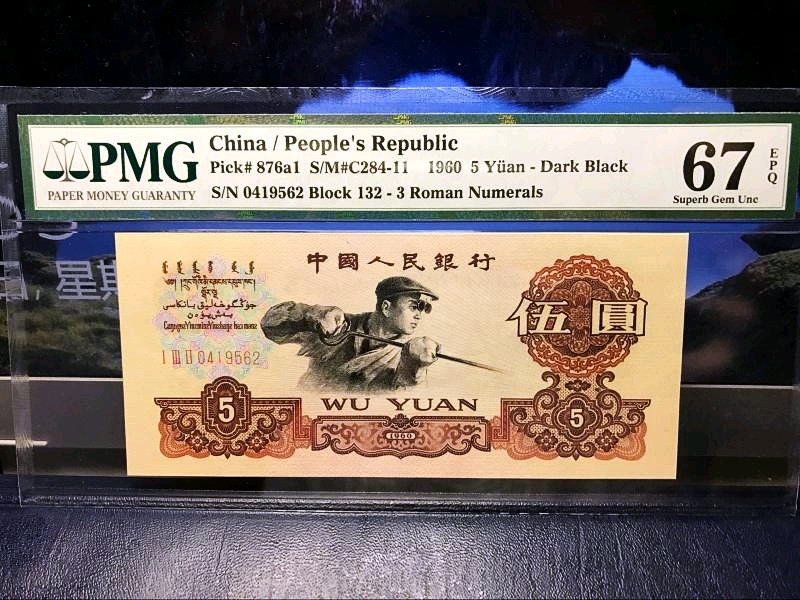 PMG
PAPER MONEY GUARANTY
China / People's Republic
Pick# 876a1 S/M#C284-11 1960 5 Yüan - Dark Black
S/N 0419562 Block 132 - 3 Roman Numerals
67 EPQ
Superb Gem Unc
中國人民銀行
伍圓
I III II 0419562
5
WU YUAN
5
1960